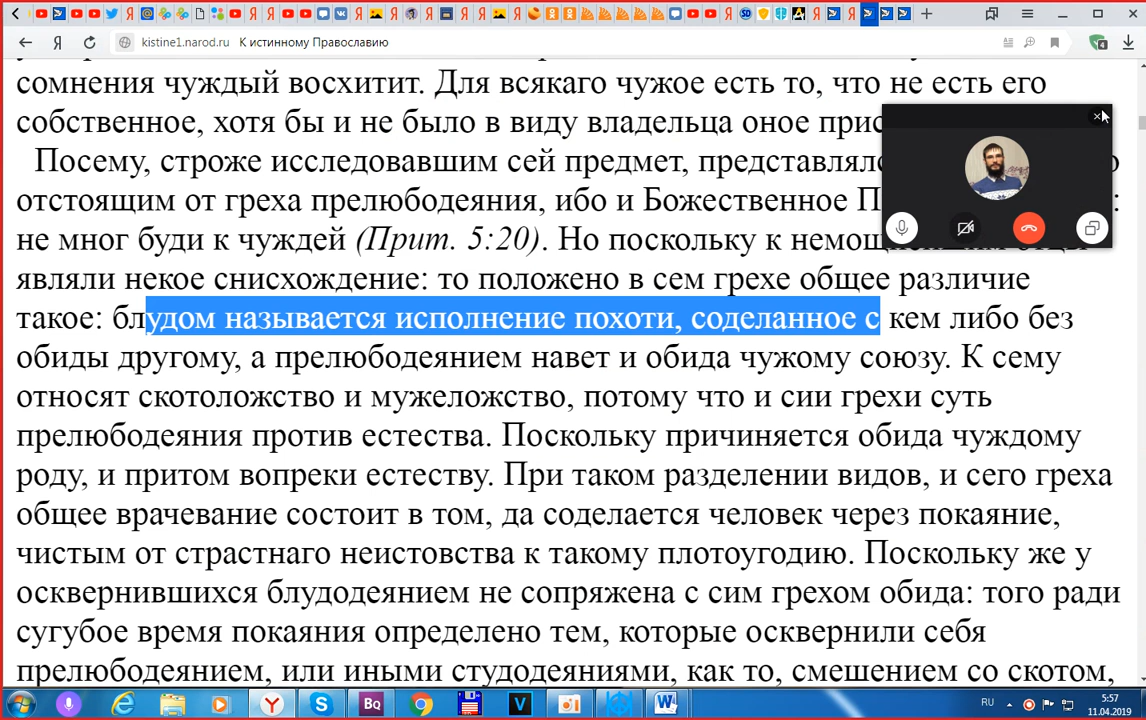 kistine1.narod.ru К истинному Православию
сомнения чуждый восхитит. Для всякаго чужое есть то, что не есть его
собственное, хотя бы и не было в виду владельца оное
Посему, строже исследовавшим сей предмет,
отстоящим от греха прелюбодеяния, ибо и Божественное
не мног буди к чуждей (Прит. 5:20). Но поскольку к
являли некое снисхождение: то положено в сем грехе общее различие
такое: блудом называется исполнение похоти, соделанное с кем либо без
обиды другому, а прелюбодеянием навет и обида чужому союзу. К сему
относят скотоложство и мужеложство, потому что и сии грехи суть
прелюбодеяния против естества. Поскольку причиняется обида чуждому
роду, и притом вопреки естеству. При таком разделении видов, и сего греха
общее врачевание состоит в том, да соделается человек через покаяние,
чистым от страстнаго неистовства к такому плотоугодию. Поскольку же у
осквернившихся блудодеянием не сопряжена с сим грехом обида: того ради
сугубое время покаяния определено тем, которые осквернили себя
прелюбодеянием, или иными студодеяниями, как то, смешением со скотом,
RU
5:57
11.04.2019